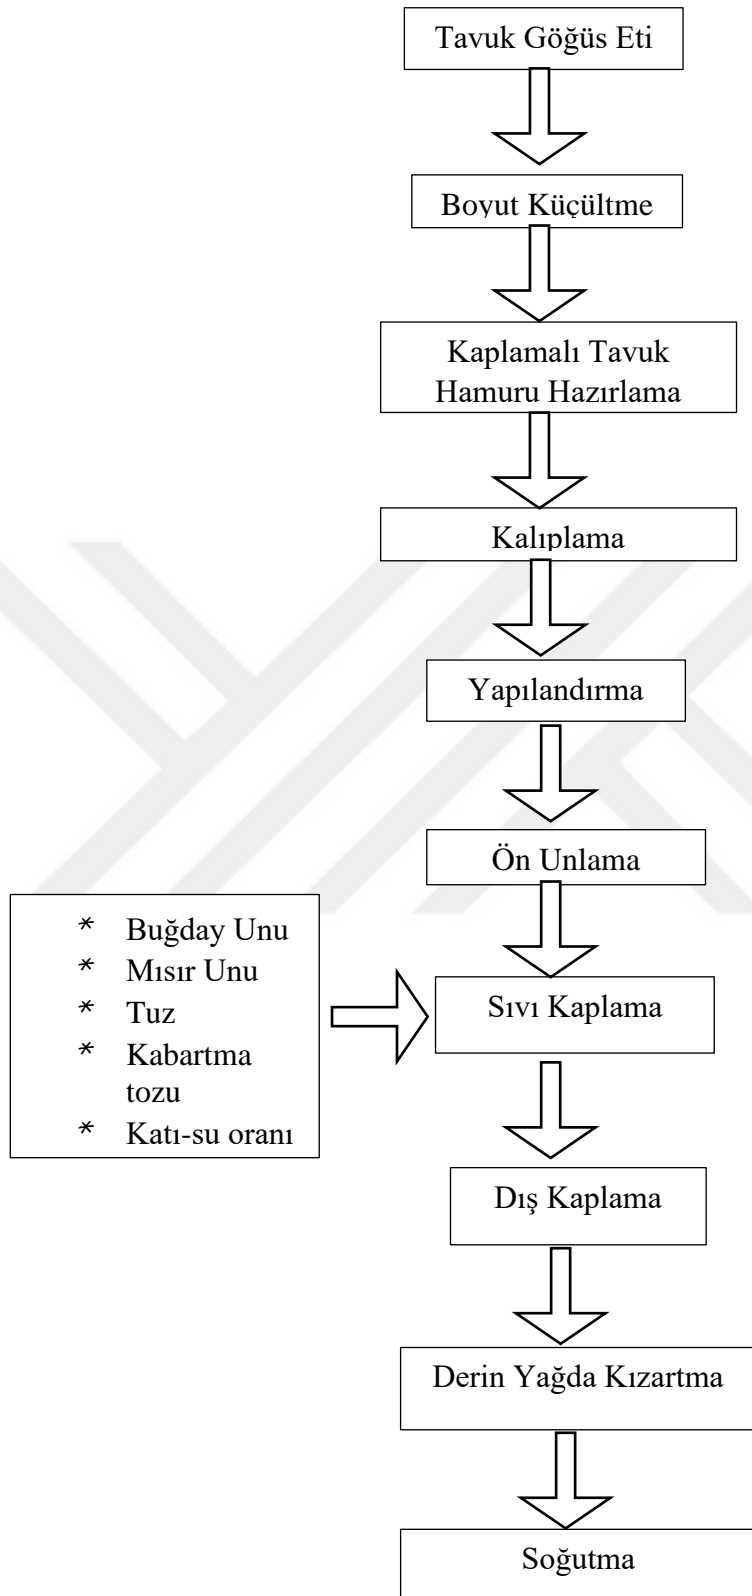 Tavuk Göğüs Eti
Boyut Küçültme
Kaplamalı Tavuk
Hamuru Hazırlama
Kalıplama
Yapılandırma
Ön Unlama
* Buğday Unu
* Mısır Unu
* Tuz
* Kabartma
tozu
* Katı-su oranı
Sıvı Kaplama
Dış Kaplama
Derin Yağda Kızartma
Soğutma